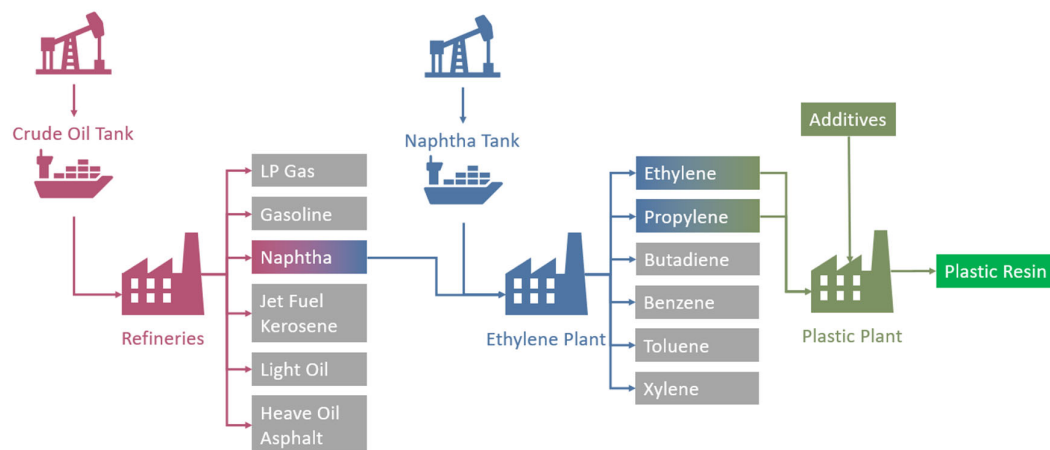 Crude Oil Tank
Refineries
LP Gas
Gasoline
Naphtha
Jet Fuel
Kerosene
Light Oil
Heave Oil
Asphalt
Naphtha Tank
Ethylene Plant
Ethylene
Propylene
Butadiene
Benzene
Toluene
Xylene
Additives
Plastic Plant
Plastic Resin